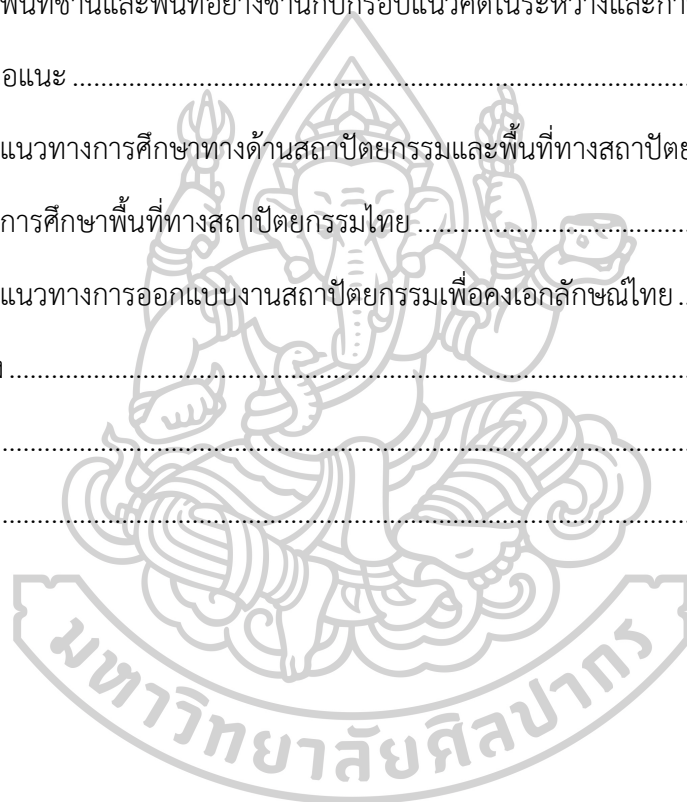 พื้นที่ชานและพื้นที่อย่างชานกับกรอบแนวคิดในระหว่างและกา
อแนะ ................................................................................
แนวทางการศึกษาทางด้านสถาปัตยกรรมและพื้นที่ทางสถาปัตย
การศึกษาพื้นที่ทางสถาปัตยกรรมไทย ...................................
แนวทางการออกแบบงานสถาปัตยกรรมเพื่อคงเอกลักษณ์ไทย ..
................................................................................
................................................................................
................................................................................
มหาวิทยาลัยศิลปากร